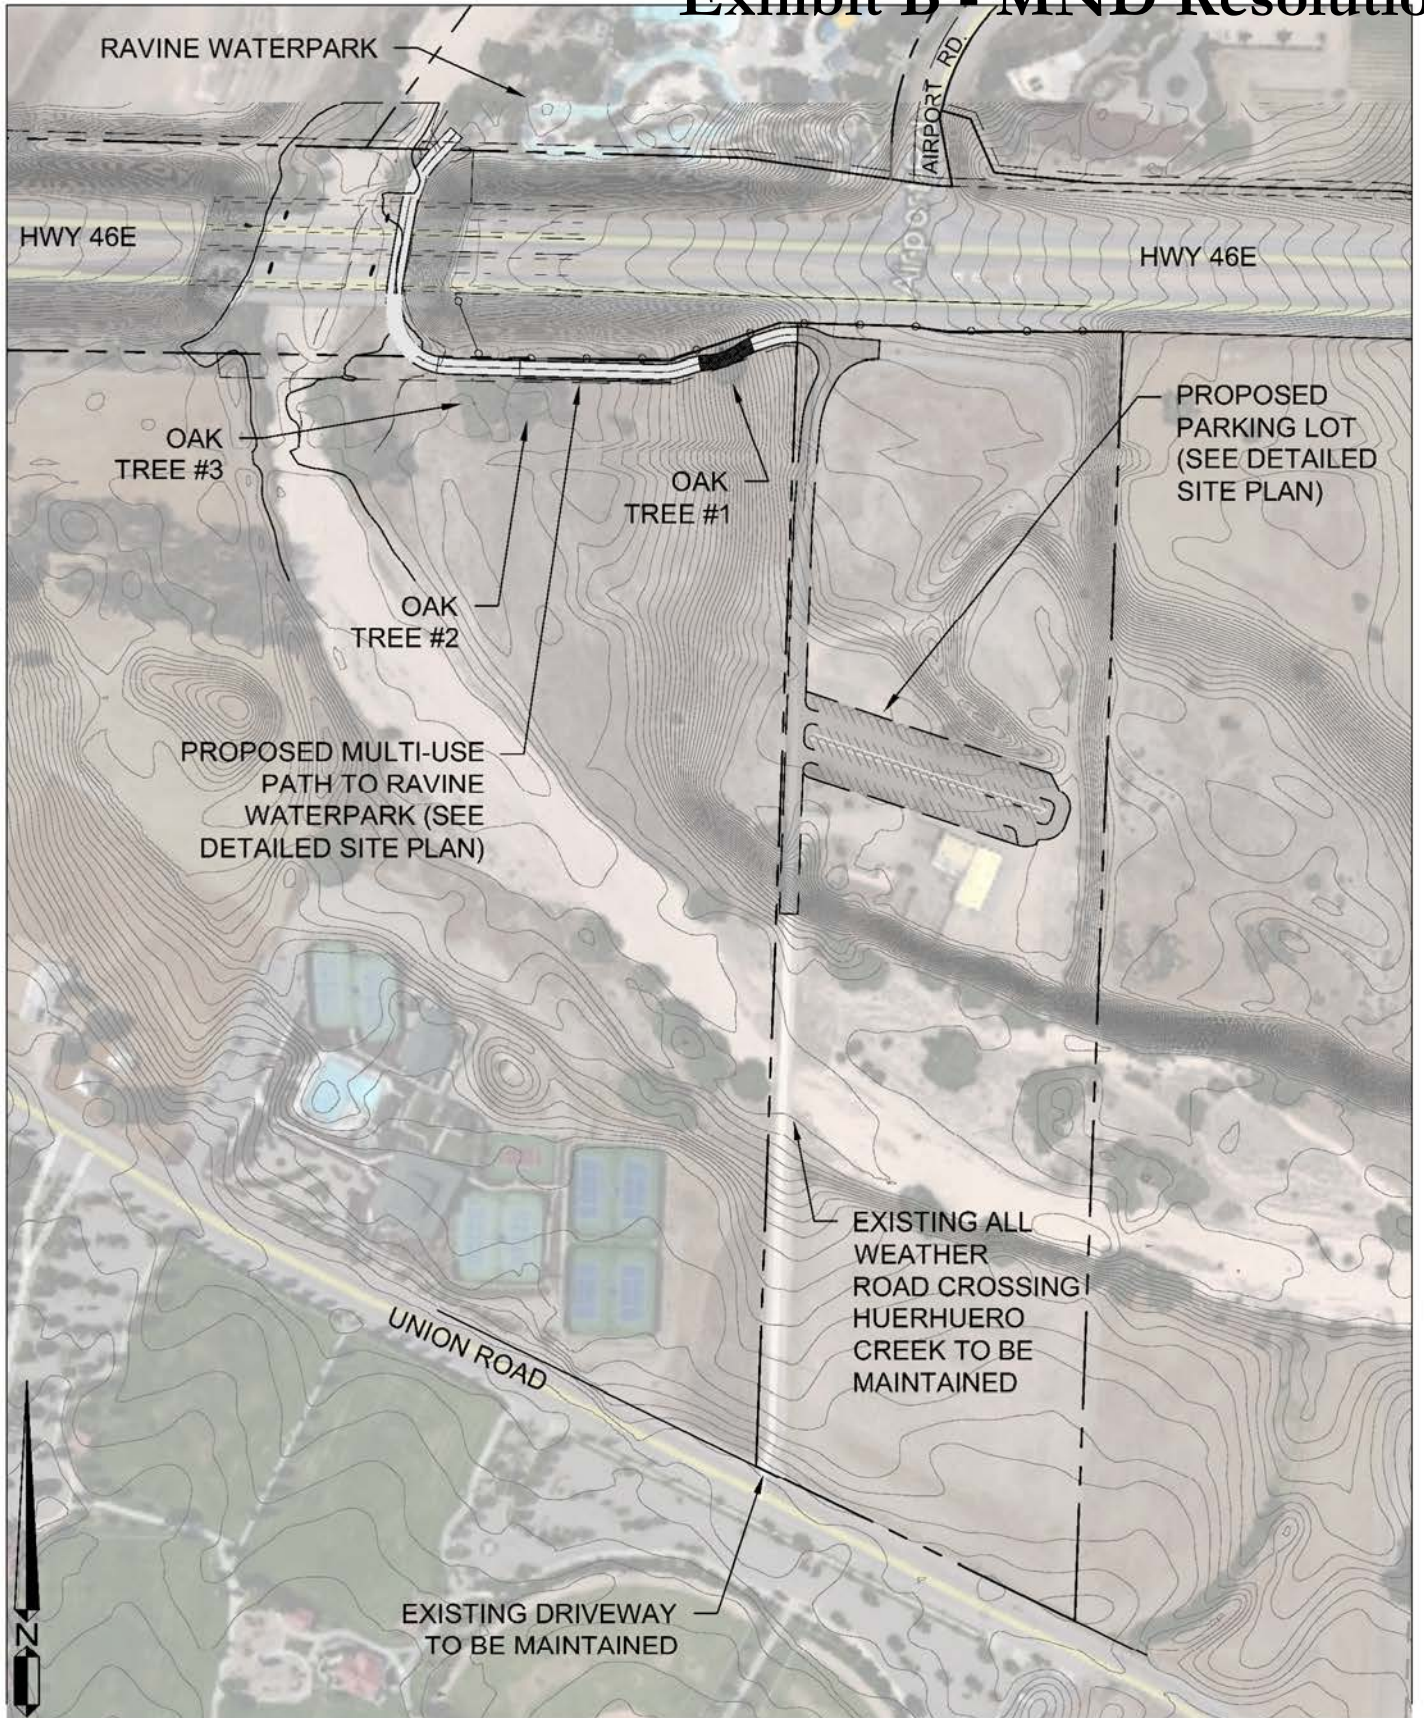 Exhibit B - MND Resolutio
RAVINE WATERPARK
AIRPORT RD.
HWY 46E
Airport
HWY 46E
PROPOSED
PARKING LOT
(SEE DETAILED
SITE PLAN)
OAK
TREE #3
OAK
TREE #1
OAK
TREE #2
PROPOSED MULTI-USE
PATH TO RAVINE
WATERPARK (SEE
DETAILED SITE PLAN)
EXISTING ALL
WEATHER
ROAD CROSSING
HUERHUERO
CREEK TO BE
MAINTAINED
UNION ROAD
EXISTING DRIVEWAY
TO BE MAINTAINED
N